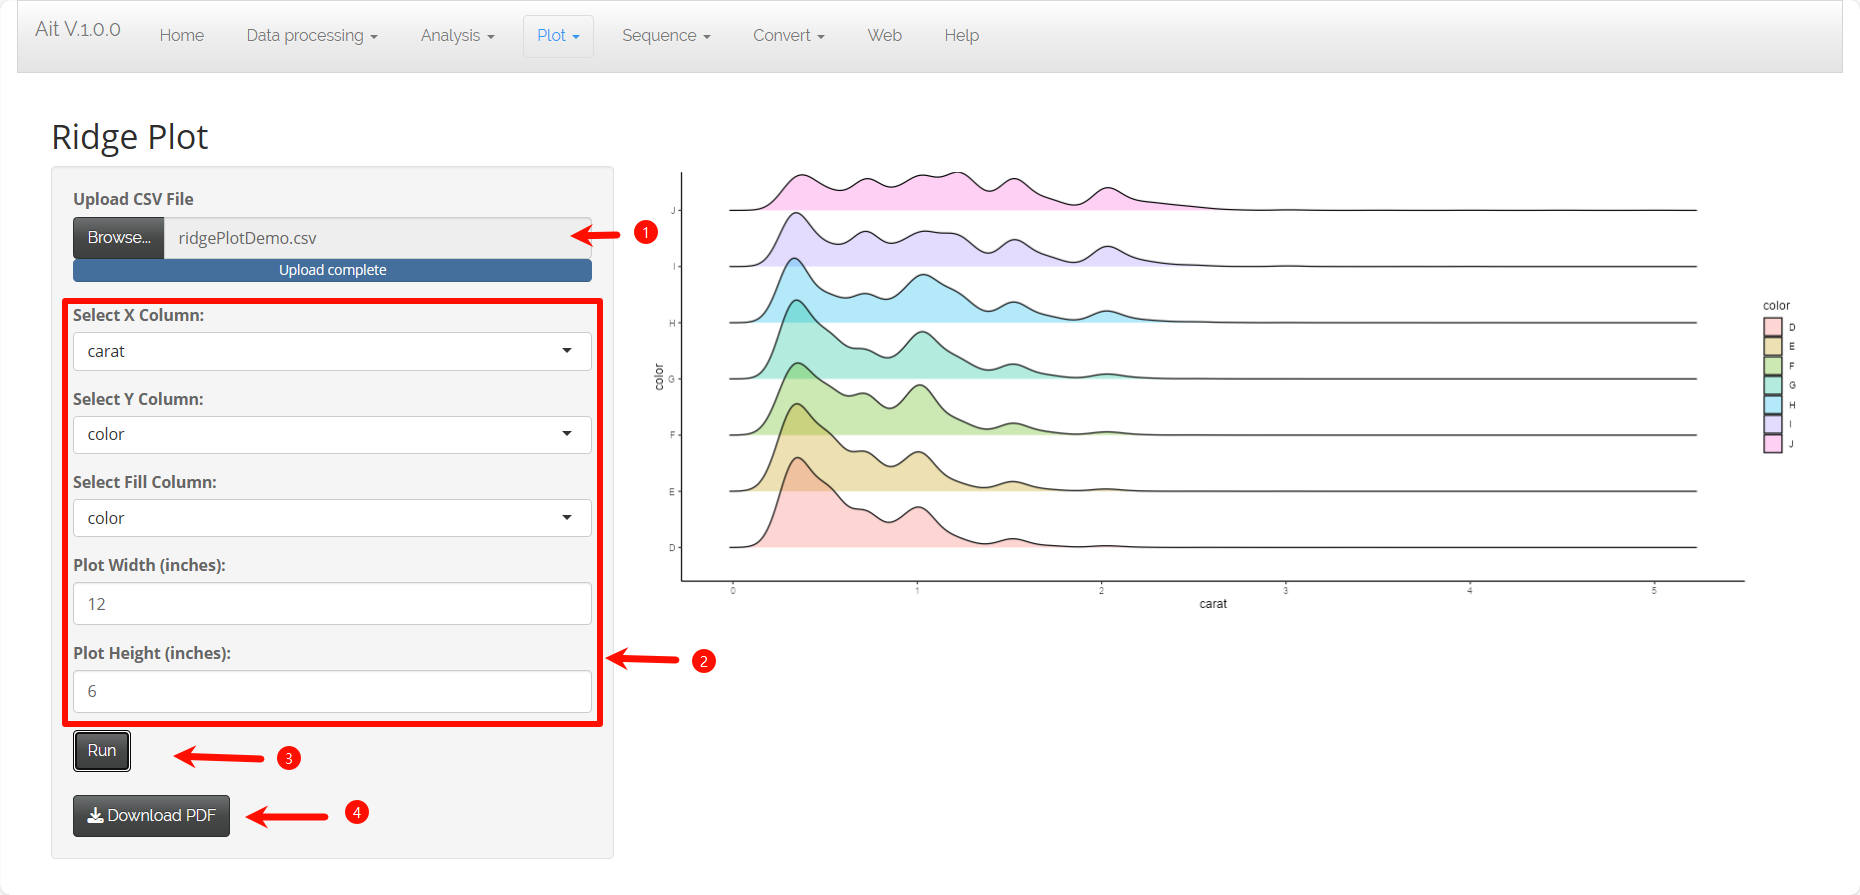 Ait V.1.0.0 Home Data processing Analysis Plot Sequence Convert Web Help
Ridge Plot
Upload CSV File
Browse... ridgePlotDemo.csv
Upload complete
1
Select X Column:
carat
Select Y Column:
color
Select Fill Column:
color
Plot Width (inches):
12
Plot Height (inches):
6
2
Run
3
Download PDF
4
color
J
I
H
G
F
E
D
0 1 2 3 4 5
carat
color
D
E
F
G
H
I
J